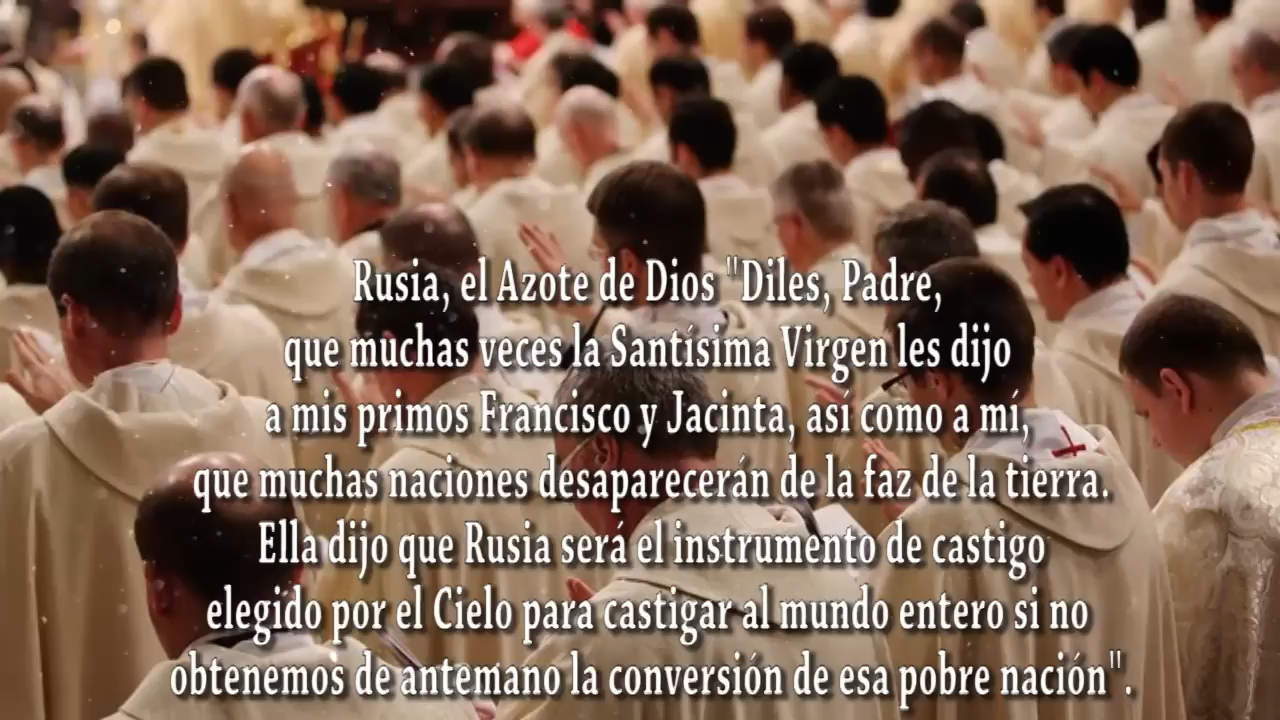 Rusia, el Azote de Dios "Diles, Padre,
que muchas veces la Santísima Virgen les dijo
a mis primos Francisco y Jacinta, así como a mí,
que muchas naciones desaparecerán de la faz de la tierra.
Ella dijo que Rusia será el instrumento de castigo
elegido por el Cielo para castigar al mundo entero si no
obtenemos de antemano la conversión de esa pobre nación".